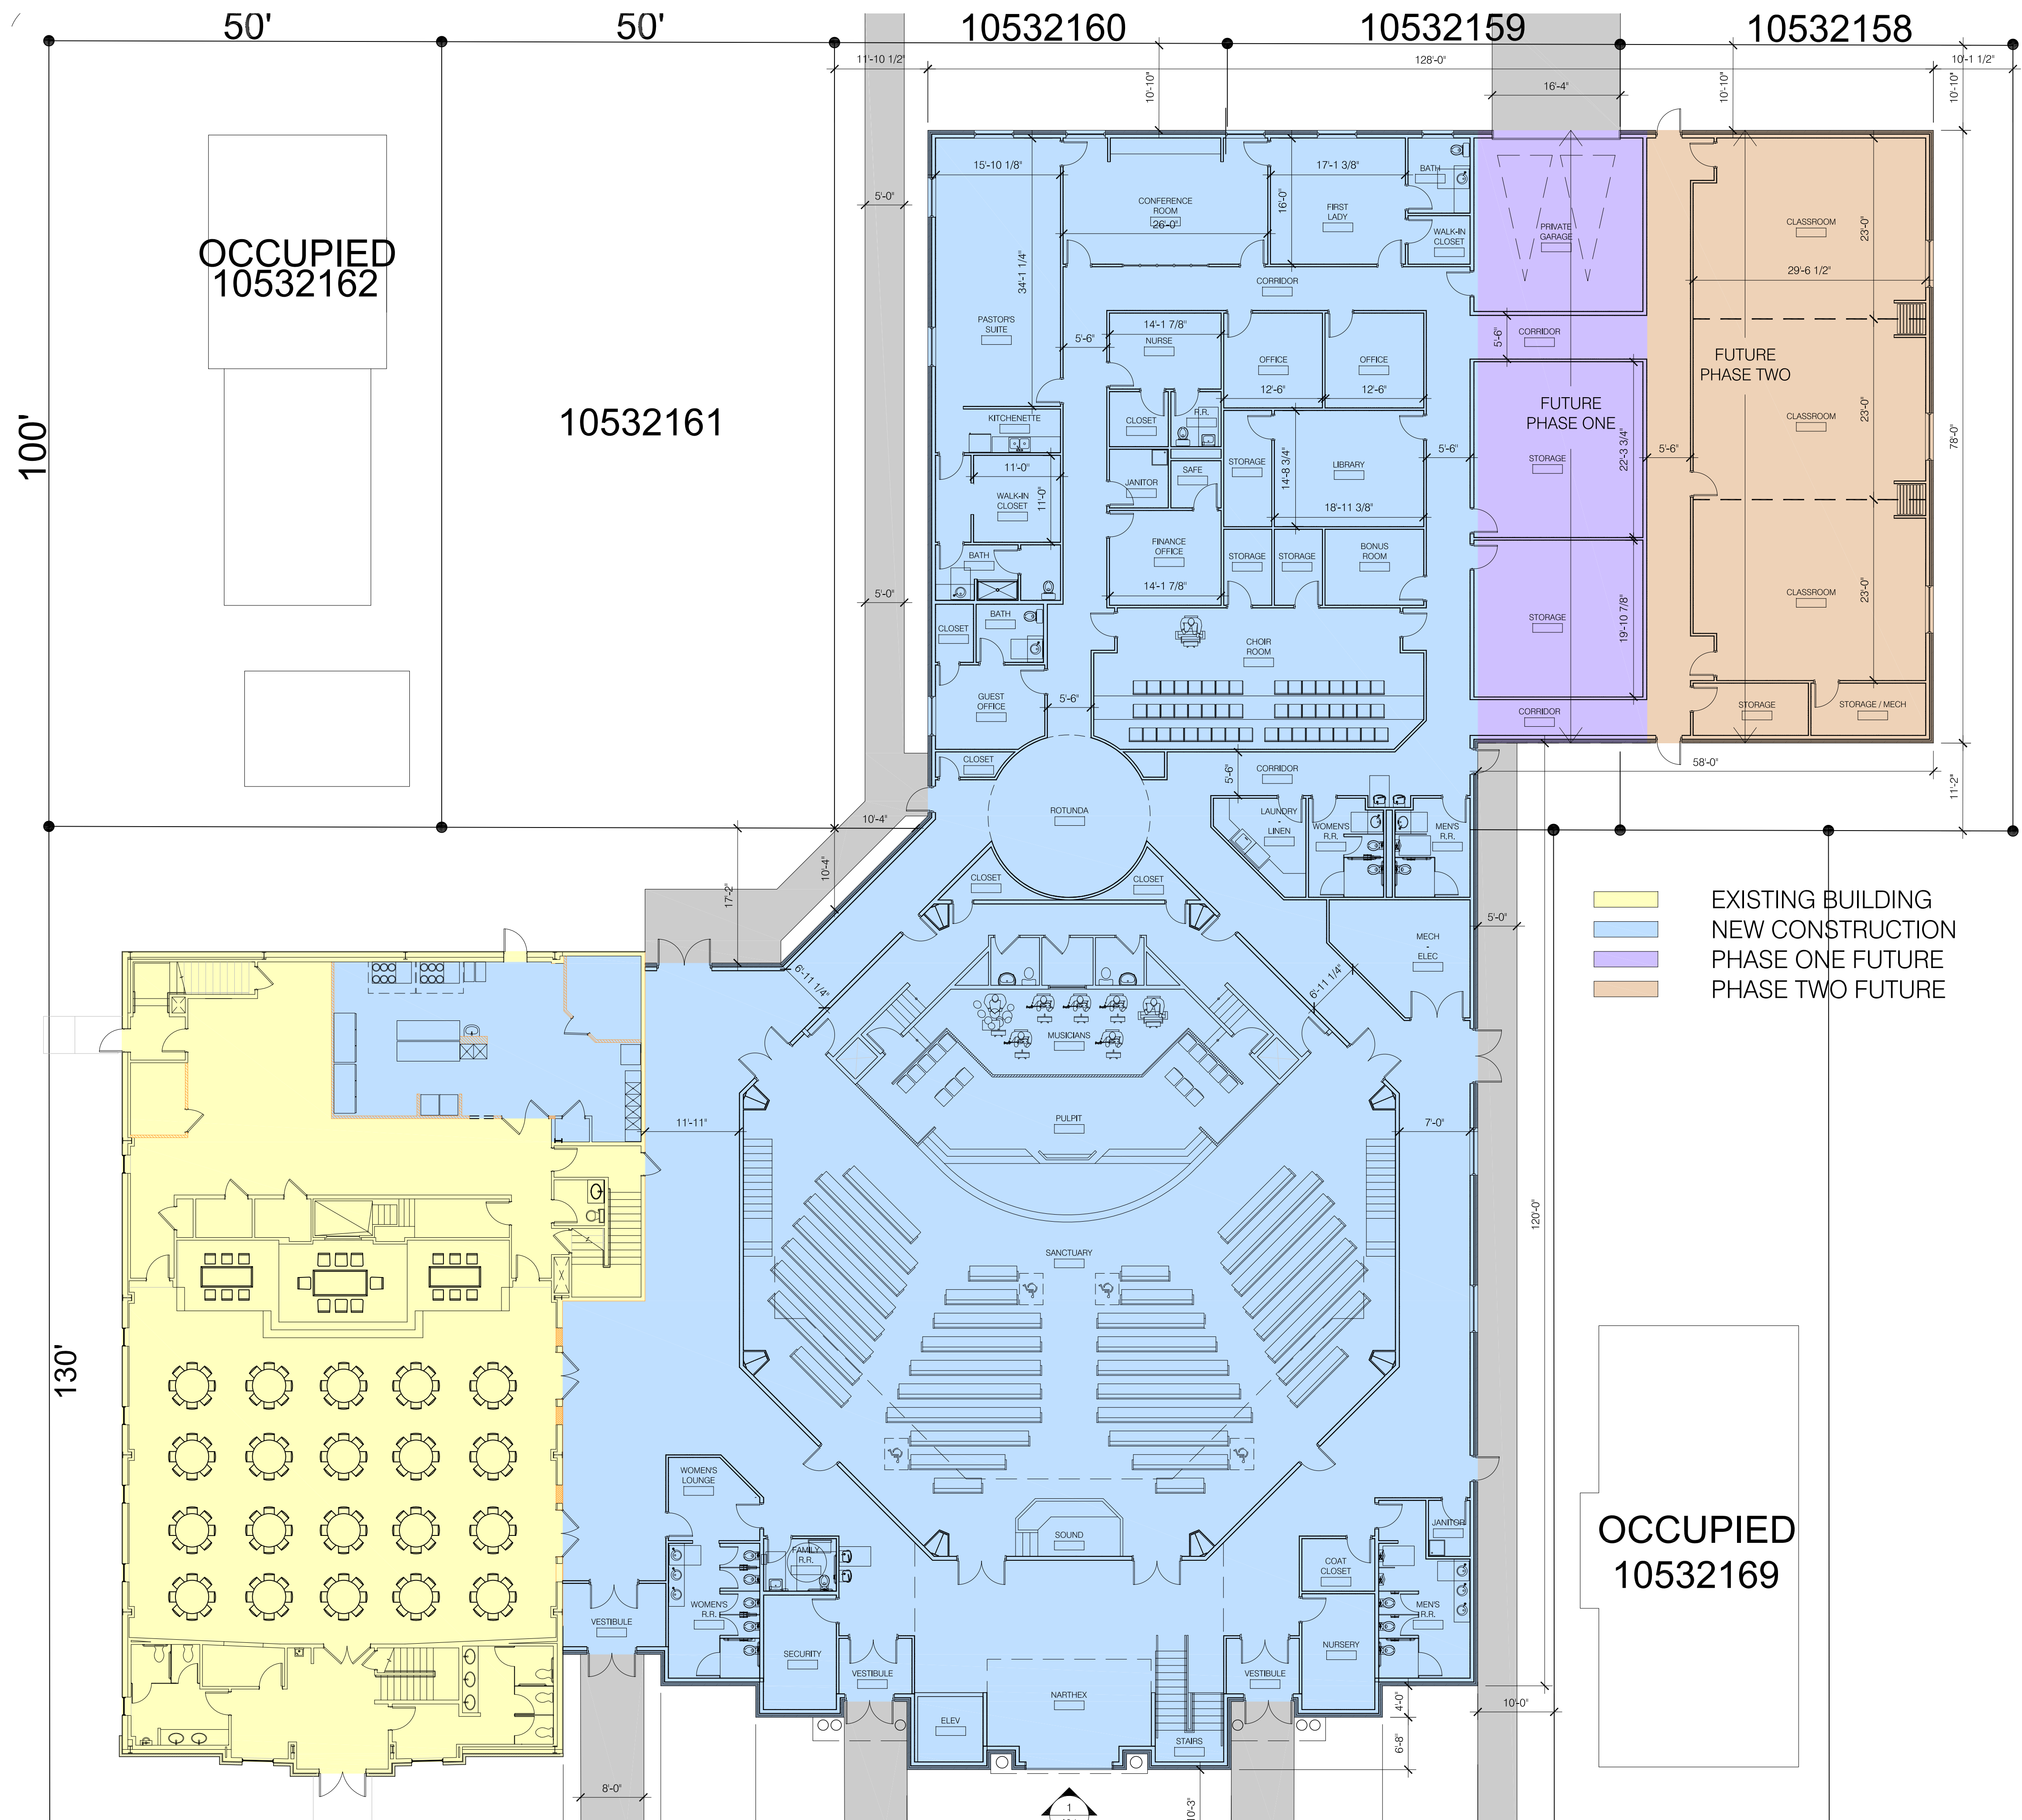 50'
50'
10532160
10532159
10532158
11'-10 1/2"
128'-0"
10'-1 1/2"
10'-10"
16'-4"
10'-10"
10'-10"
15'-10 1/8"
17'-1 3/8"
BATH
5'-0"
CONFERENCE
ROOM
26'-0"
16'-0"
FIRST
LADY
WALK-IN
CLOSET
PRIVATE
GARAGE
CLASSROOM
23'-0"
OCCUPIED
10532162
34'-1 1/4"
CORRIDOR
29'-6 1/2"
PASTOR'S
SUITE
14'-1 7/8"
NURSE
5'-6"
OFFICE
OFFICE
12'-6"
12'-6"
5'-6"
CORRIDOR
FUTURE
PHASE TWO
100'
10532161
KITCHENETTE
CLOSET
R.R.
FUTURE
PHASE ONE
CLASSROOM
23'-0"
78'-0"
11'-0"
WALK-IN
CLOSET
11'-0"
JANITOR
SAFE
STORAGE
14'-8 3/4"
LIBRARY
18'-11 3/8"
5'-6"
STORAGE
22'-3 3/4"
5'-6"
BATH
FINANCE
OFFICE
14'-1 7/8"
STORAGE
STORAGE
BONUS
ROOM
5'-0"
CLASSROOM
23'-0"
CLOSET
BATH
CHOIR
ROOM
STORAGE
19'-10 7/8"
GUEST
OFFICE
5'-6"
CORRIDOR
STORAGE
STORAGE / MECH
CLOSET
5'-6"
CORRIDOR
58'-0"
11'-2"
ROTUNDA
LAUNDRY
-
LINEN
WOMEN'S
R.R.
MEN'S
R.R.
10'-4"
10'-4"
17'-2"
CLOSET
CLOSET
EXISTING BUILDING
NEW CONSTRUCTION
PHASE ONE FUTURE
PHASE TWO FUTURE
5'-0"
MECH
-
ELEC
6'-11 1/4"
6'-11 1/4"
MUSICIANS
11'-11"
PULPIT
7'-0"
120'-0"
SANCTUARY
130'
WOMEN'S
LOUNGE
OCCUPIED
10532169
SOUND
JANITOR
FAMILY
R.R.
COAT
CLOSET
WOMEN'S
R.R.
MEN'S
R.R.
VESTIBULE
SECURITY
NURSERY
VESTIBULE
VESTIBULE
NARTHEX
ELEV
STAIRS
4'-0"
10'-0"
6'-8"
8'-0"
10'-3"
1